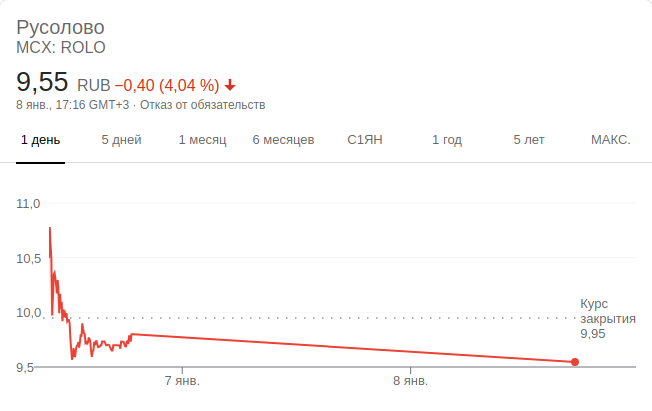 Русолово
MCX: ROLO
9,55 RUB −0,40 (4,04 %)
8 янв., 17:16 GMT+3 · Отказ от обязательств
1 день 5 дней 1 месяц 6 месяцев С1ЯН 1 год 5 лет МАКС.
11,0
10,5
10,0
9,5
Курс
закрытия
9,95
7 янв. 8 янв.